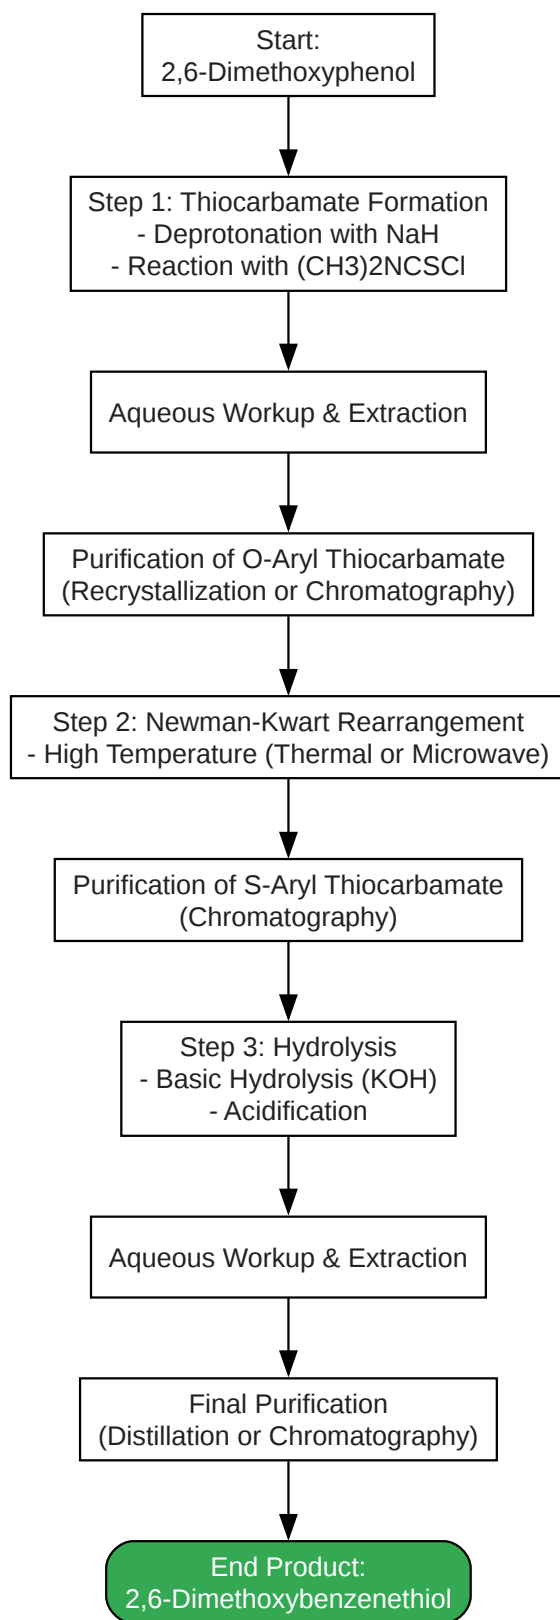 Start:
2,6-Dimethoxyphenol
Step 1: Thiocarbamate Formation
- Deprotonation with NaH
- Reaction with (CH3)2NCSCl
Aqueous Workup & Extraction
Purification of O-Aryl Thiocarbamate
(Recrystallization or Chromatography)
Step 2: Newman-Kwart Rearrangement
- High Temperature (Thermal or Microwave)
Purification of S-Aryl Thiocarbamate
(Chromatography)
Step 3: Hydrolysis
- Basic Hydrolysis (KOH)
- Acidification
Aqueous Workup & Extraction
Final Purification
(Distillation or Chromatography)
End Product:
2,6-Dimethoxybenzenethiol